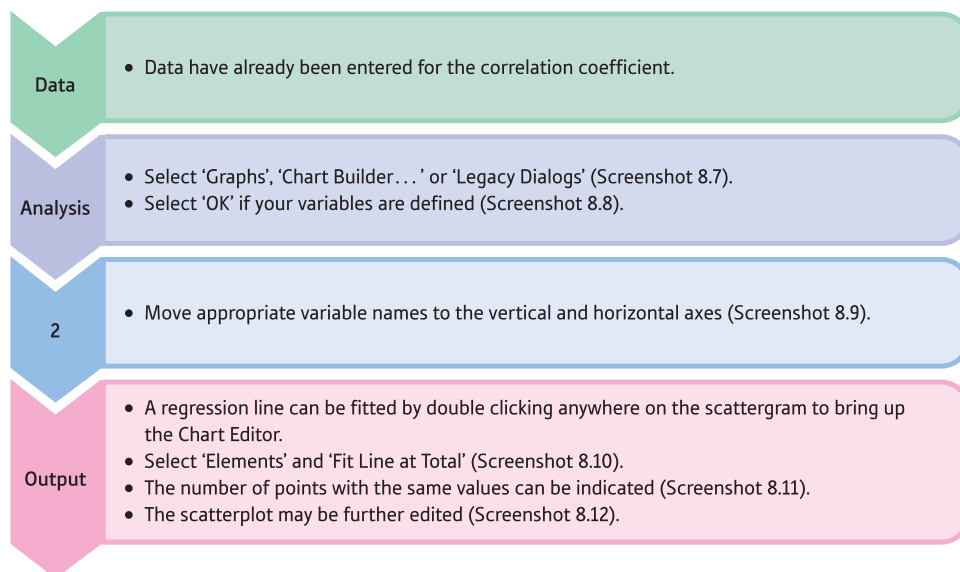 Data
• Data have already been entered for the correlation coefficient.
Analysis
• Select ‘Graphs’, ‘Chart Builder...’ or ‘Legacy Dialogs’ (Screenshot 8.7).
• Select ‘OK’ if your variables are defined (Screenshot 8.8).
2
• Move appropriate variable names to the vertical and horizontal axes (Screenshot 8.9).
Output
• A regression line can be fitted by double clicking anywhere on the scattergram to bring up
the Chart Editor.
• Select ‘Elements’ and ‘Fit Line at Total’ (Screenshot 8.10).
• The number of points with the same values can be indicated (Screenshot 8.11).
• The scatterplot may be further edited (Screenshot 8.12).